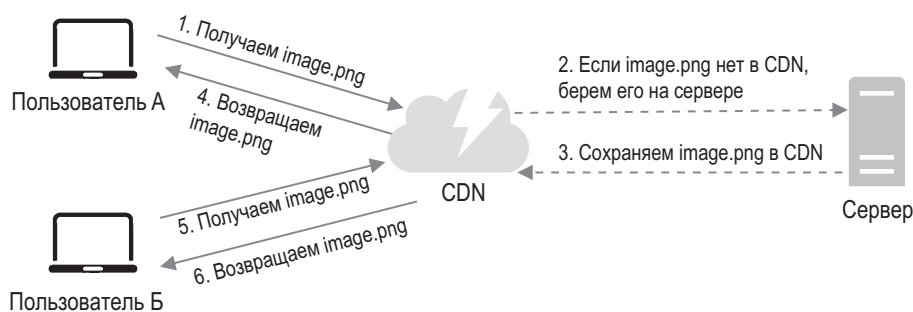 1. Получаем image.png
2. Если image.png нет в CDN,
берем его на сервере
Пользователь А
4. Возвращаем
image.png
3. Сохраняем image.png в CDN
CDN
Сервер
5. Получаем image.png
6. Возвращаем image.png
Пользователь Б